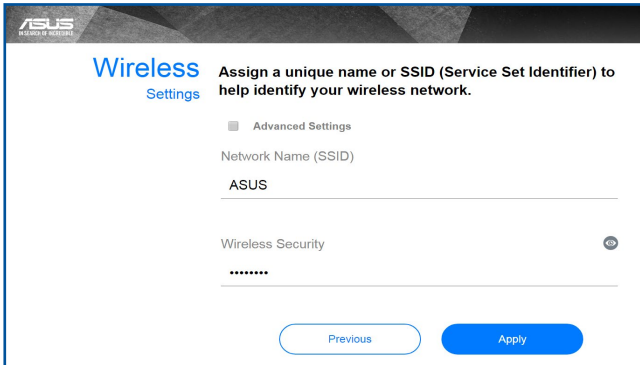 ASUS
IN SEARCH OF INCREDIBLE
Wireless
Settings
Assign a unique name or SSID (Service Set Identifier) to
help identify your wireless network.
Advanced Settings
Network Name (SSID)
ASUS
Wireless Security
••••••••
Previous
Apply